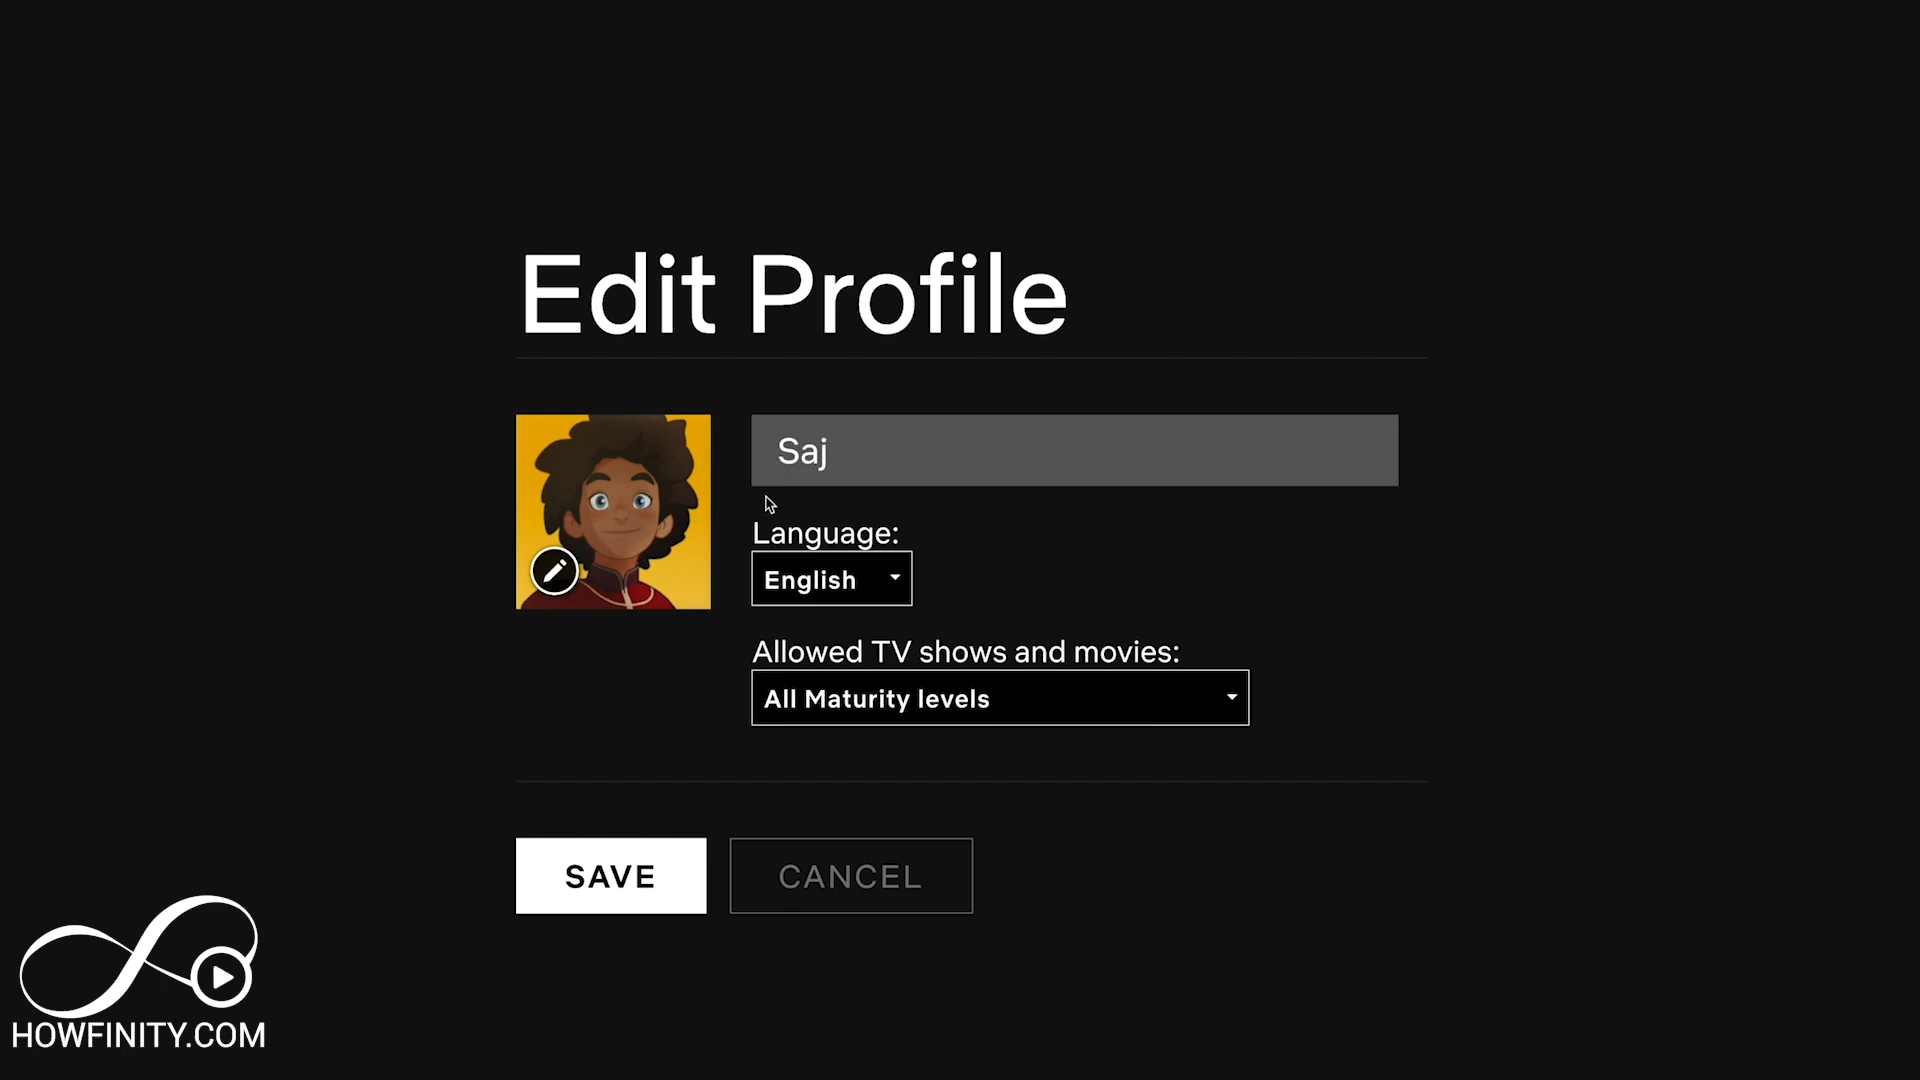 Edit Profile
Saj
Language:
English
Allowed TV shows and movies:
All Maturity levels
SAVE
CANCEL
HOWFINITY.COM